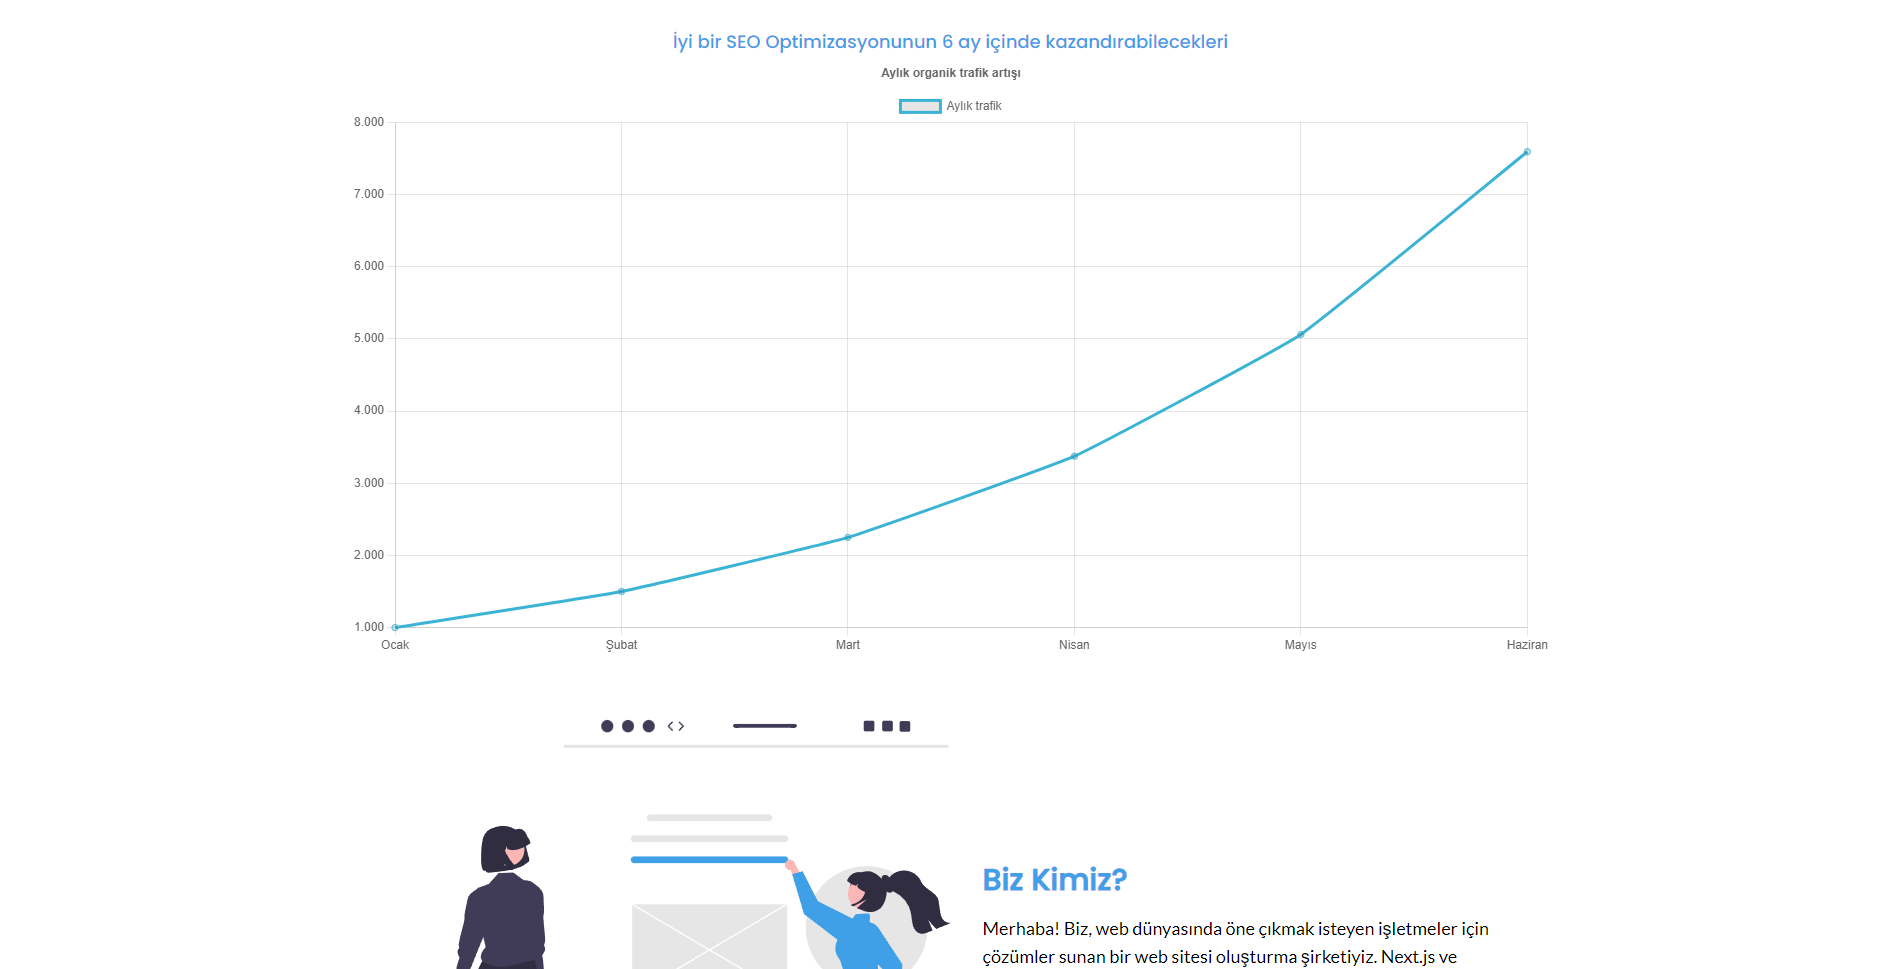 İyi bir SEO Optimizasyonunun 6 ay içinde kazandırabilecekleri
Aylık organik trafik artışı
Aylık trafik
8.000
7.000
6.000
5.000
4.000
3.000
2.000
1.000
Ocak Şubat Mart Nisan Mayıs Haziran
Biz Kimiz?
Merhaba! Biz, web dünyasında öne çıkmak isteyen işletmeler için
çözümler sunan bir web sitesi oluşturma şirketiyiz. Next.js ve